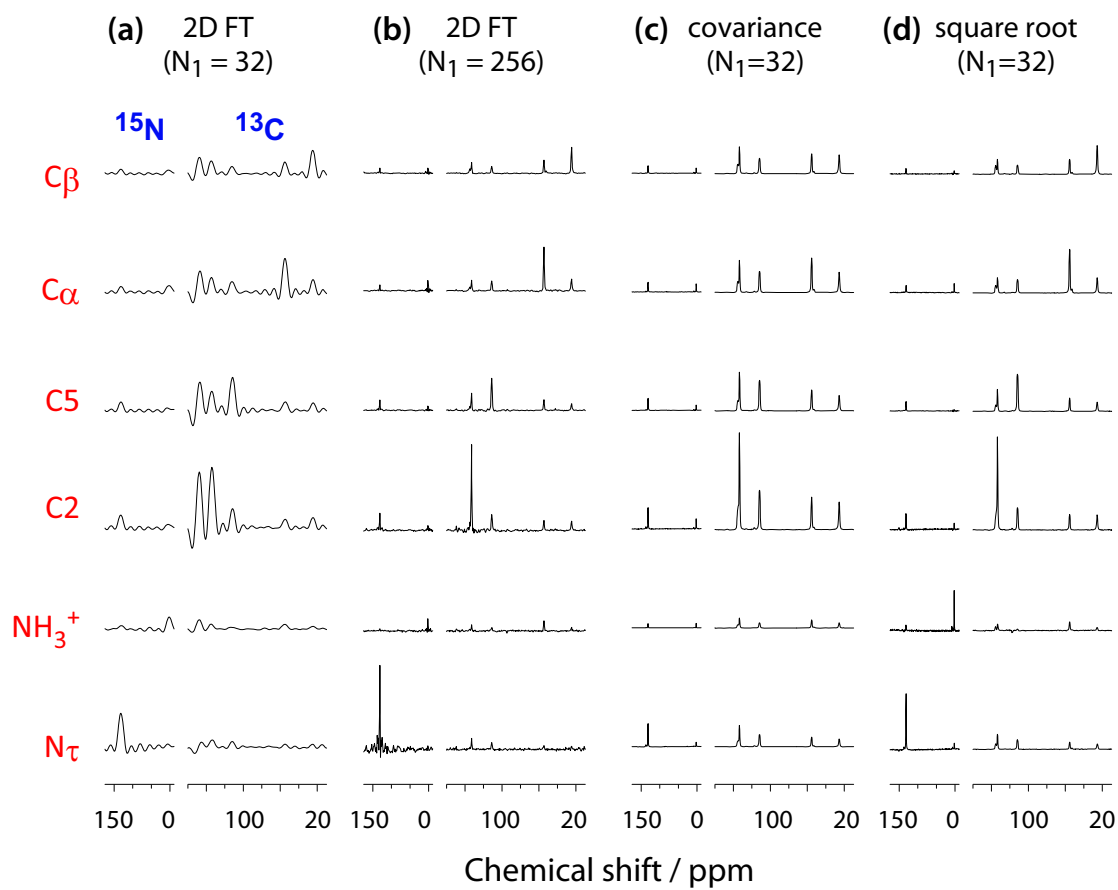 (a) 2D FT (b) 2D FT (c) covariance (d) square root
(N₁ = 32) (N₁ = 256) (N₁=32) (N₁=32)
¹⁵N ¹³C
Cβ
Cα
C5
C2
NH₃⁺
Nτ
150 0 100 20 150 0 100 20 150 0 100 20 150 0 100 20
Chemical shift / ppm